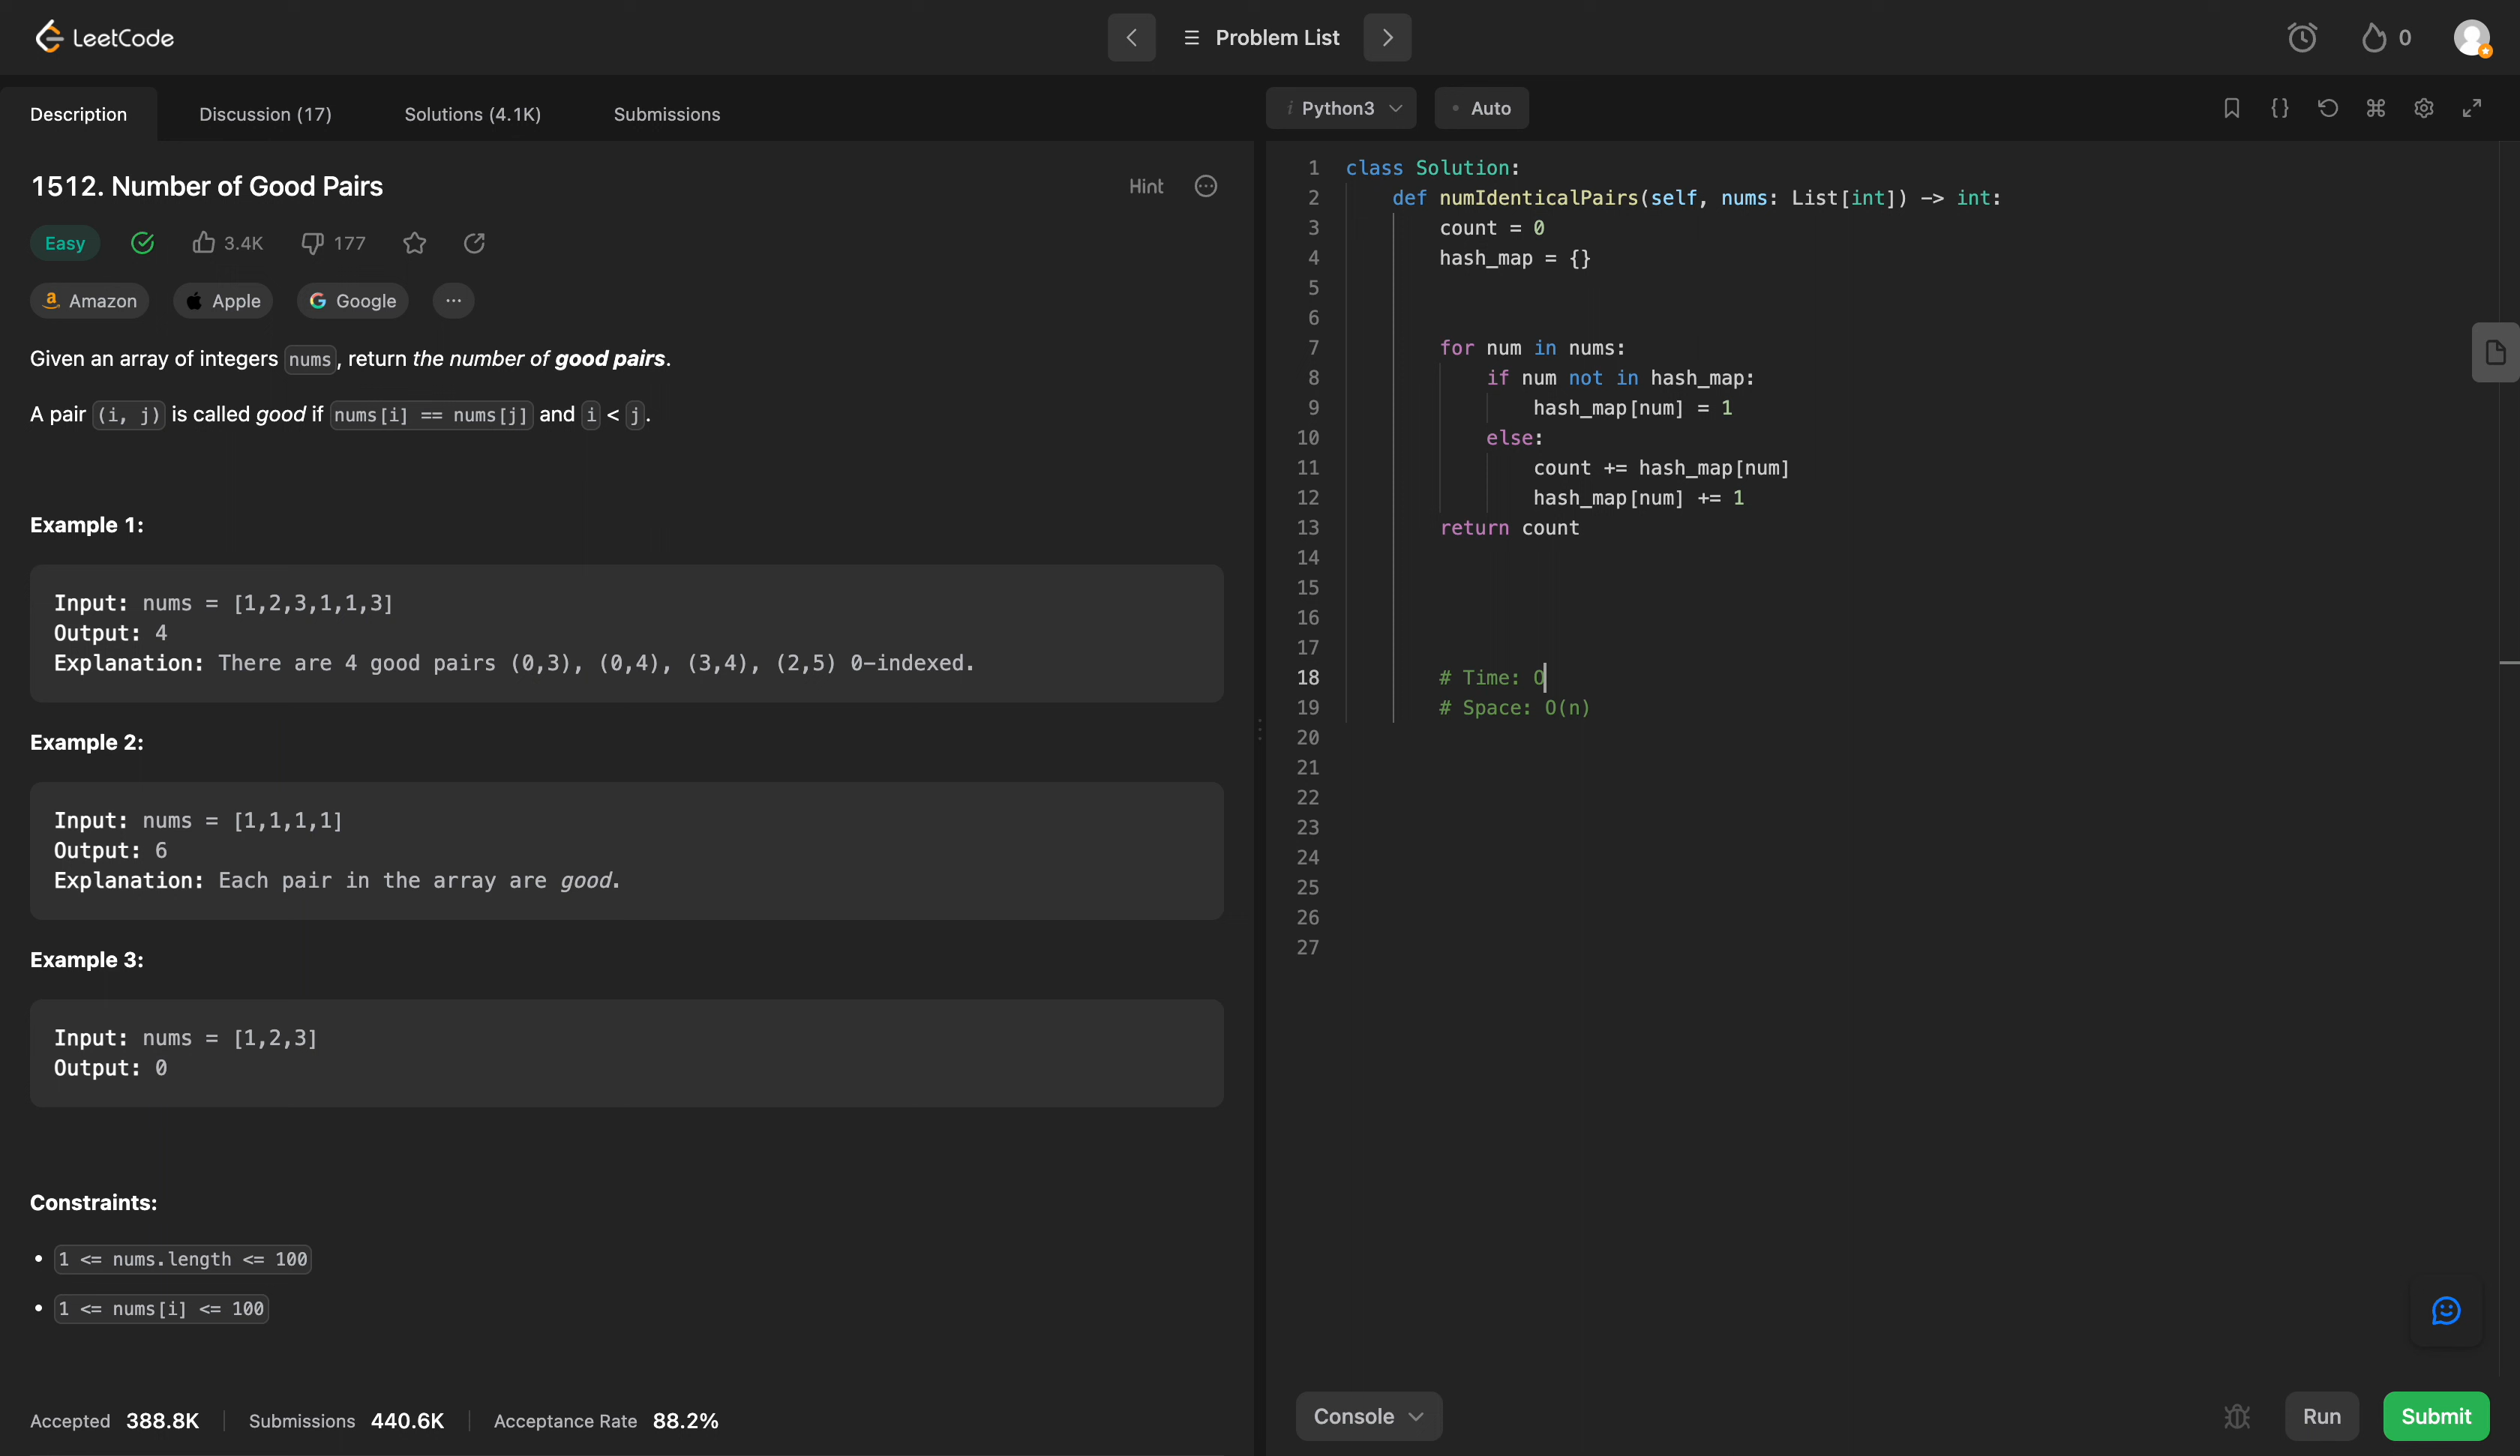 LeetCode
Problem List
0
Description
Discussion (17)
Solutions (4.1K)
Submissions
1512. Number of Good Pairs
Hint
Easy
3.4K
177
Amazon
Apple
Google
Given an array of integers nums, return the number of good pairs.
A pair (i, j) is called good if nums[i] == nums[j] and i < j.
Example 1:
Input: nums = [1,2,3,1,1,3]
Output: 4
Explanation: There are 4 good pairs (0,3), (0,4), (3,4), (2,5) 0-indexed.
Example 2:
Input: nums = [1,1,1,1]
Output: 6
Explanation: Each pair in the array are good.
Example 3:
Input: nums = [1,2,3]
Output: 0
Constraints:
• 1 <= nums.length <= 100
• 1 <= nums[i] <= 100
Accepted 388.8K
Submissions 440.6K
Acceptance Rate 88.2%
i Python3
• Auto
1 class Solution:
2     def numIdenticalPairs(self, nums: List[int]) -> int:
3         count = 0
4         hash_map = {}
5
6
7         for num in nums:
8             if num not in hash_map:
9                 hash_map[num] = 1
10             else:
11                 count += hash_map[num]
12                 hash_map[num] += 1
13         return count
14
15
16
17
18         # Time: O
19         # Space: O(n)
20
21
22
23
24
25
26
27
Console
Run
Submit